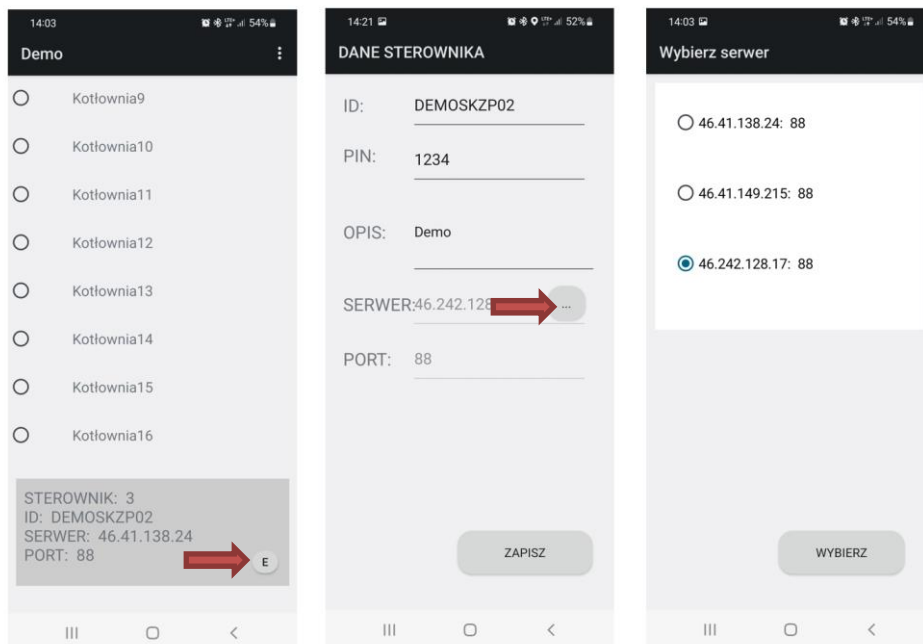 14:03
54%
Demo
Kotłownia9
Kotłownia10
Kotłownia11
Kotłownia12
Kotłownia13
Kotłownia14
Kotłownia15
Kotłownia16
STEROWNIK: 3
ID: DEMOSKZP02
SERWER: 46.41.138.24
PORT: 88
E
14:21
52%
DANE STEROWNIKA
ID: DEMOSKZP02
PIN: 1234
OPIS: Demo
SERWER: 46.242.128 ...
PORT: 88
ZAPISZ
14:03
54%
Wybierz serwer
46.41.138.24: 88
46.41.149.215: 88
46.242.128.17: 88
WYBIERZ